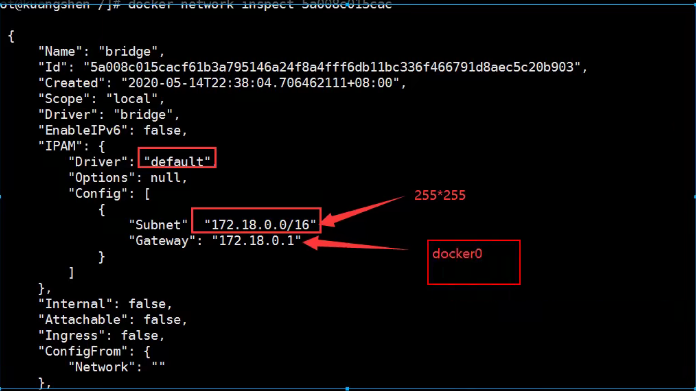 ot@kuangshen /]# docker network inspect 5a008c015cac
{
"Name": "bridge",
"Id": "5a008c015cacf61b3a795146a24f8a4fff6db11bc336f466791d8aec5c20b903",
"Created": "2020-05-14T22:38:04.706462111+08:00",
"Scope": "local",
"Driver": "bridge",
"EnableIPv6": false,
"IPAM": {
"Driver": "default"
"Options": null,
"Config": [
{
"Subnet" "172.18.0.0/16"
"Gateway": "172.18.0.1"
}
]
},
"Internal": false,
"Attachable": false,
"Ingress": false,
"ConfigFrom": {
"Network": ""
},
255*255
docker0